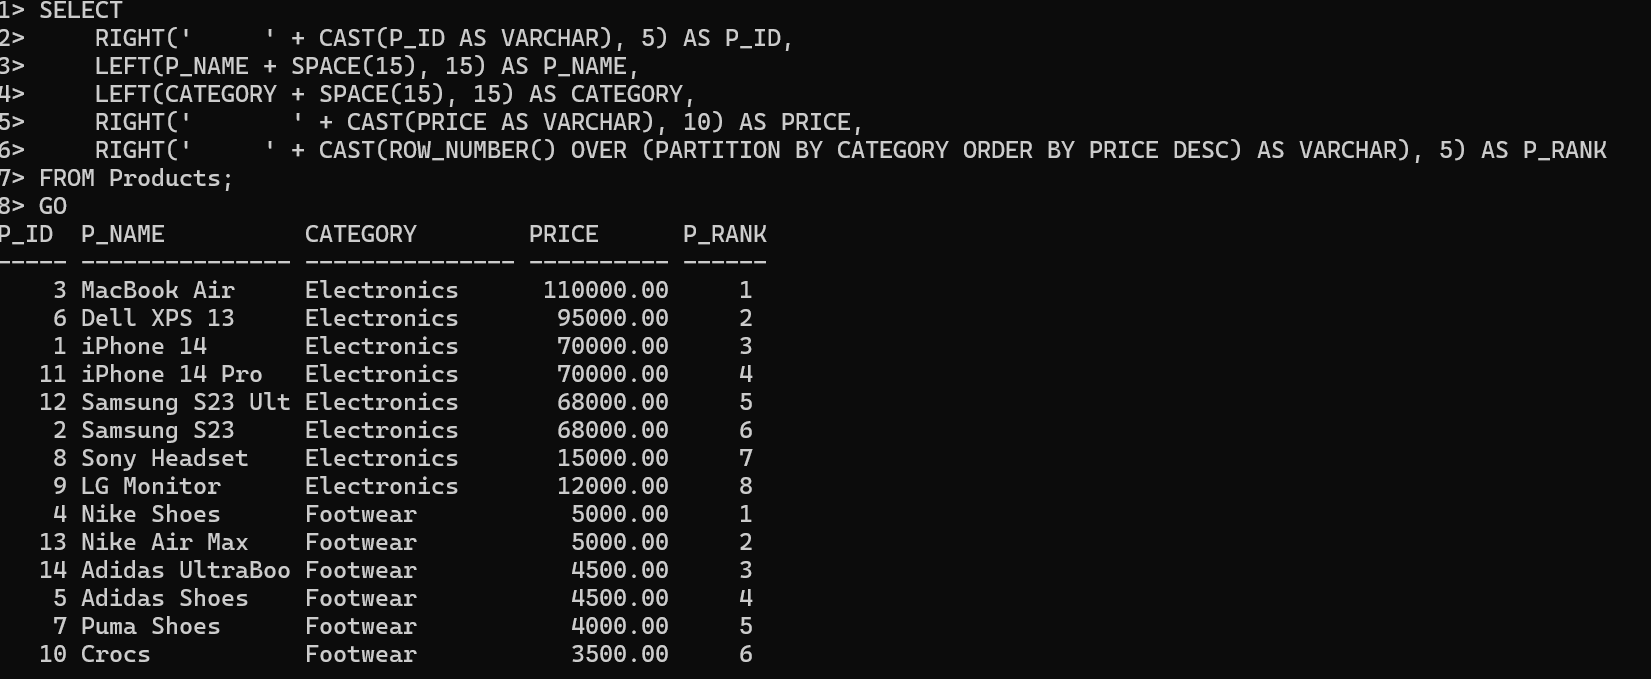 1> SELECT
2>     RIGHT('     ' + CAST(P_ID AS VARCHAR), 5) AS P_ID,
3>     LEFT(P_NAME + SPACE(15), 15) AS P_NAME,
4>     LEFT(CATEGORY + SPACE(15), 15) AS CATEGORY,
5>     RIGHT('       ' + CAST(PRICE AS VARCHAR), 10) AS PRICE,
6>     RIGHT('     ' + CAST(ROW_NUMBER() OVER (PARTITION BY CATEGORY ORDER BY PRICE DESC) AS VARCHAR), 5) AS P_RANK
7> FROM Products;
8> GO
P_ID  P_NAME          CATEGORY        PRICE      P_RANK
----- --------------- --------------- ---------- ------
    3 MacBook Air     Electronics      110000.00     1
    6 Dell XPS 13     Electronics       95000.00     2
    1 iPhone 14       Electronics       70000.00     3
   11 iPhone 14 Pro   Electronics       70000.00     4
   12 Samsung S23 Ult Electronics       68000.00     5
    2 Samsung S23     Electronics       68000.00     6
    8 Sony Headset    Electronics       15000.00     7
    9 LG Monitor      Electronics       12000.00     8
    4 Nike Shoes      Footwear           5000.00     1
   13 Nike Air Max    Footwear           5000.00     2
   14 Adidas UltraBoo Footwear           4500.00     3
    5 Adidas Shoes    Footwear           4500.00     4
    7 Puma Shoes      Footwear           4000.00     5
   10 Crocs           Footwear           3500.00     6